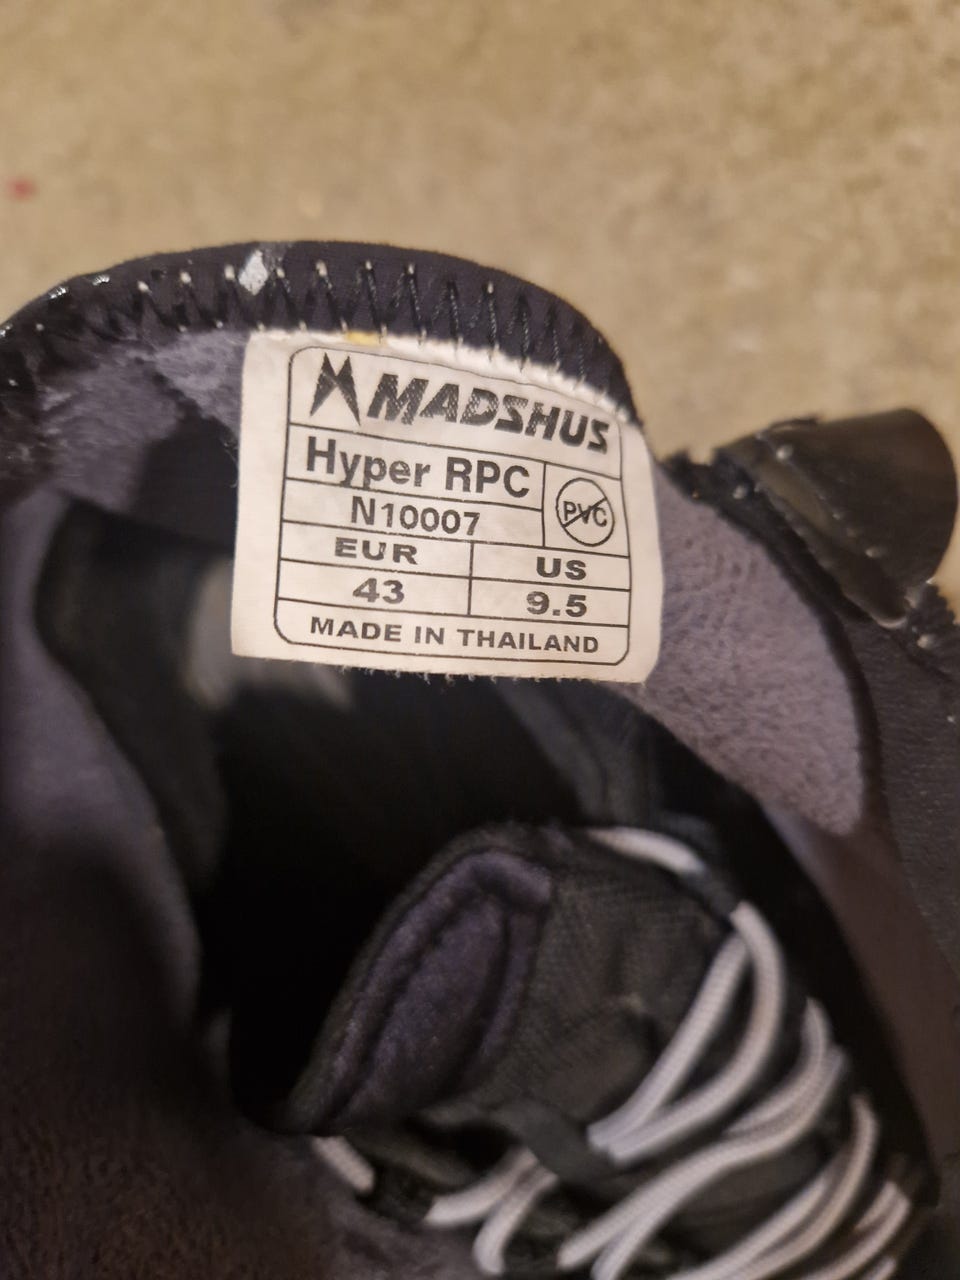 MADSHUS
Hyper RPC
PVC
N10007
EUR US
43 9.5
MADE IN THAILAND